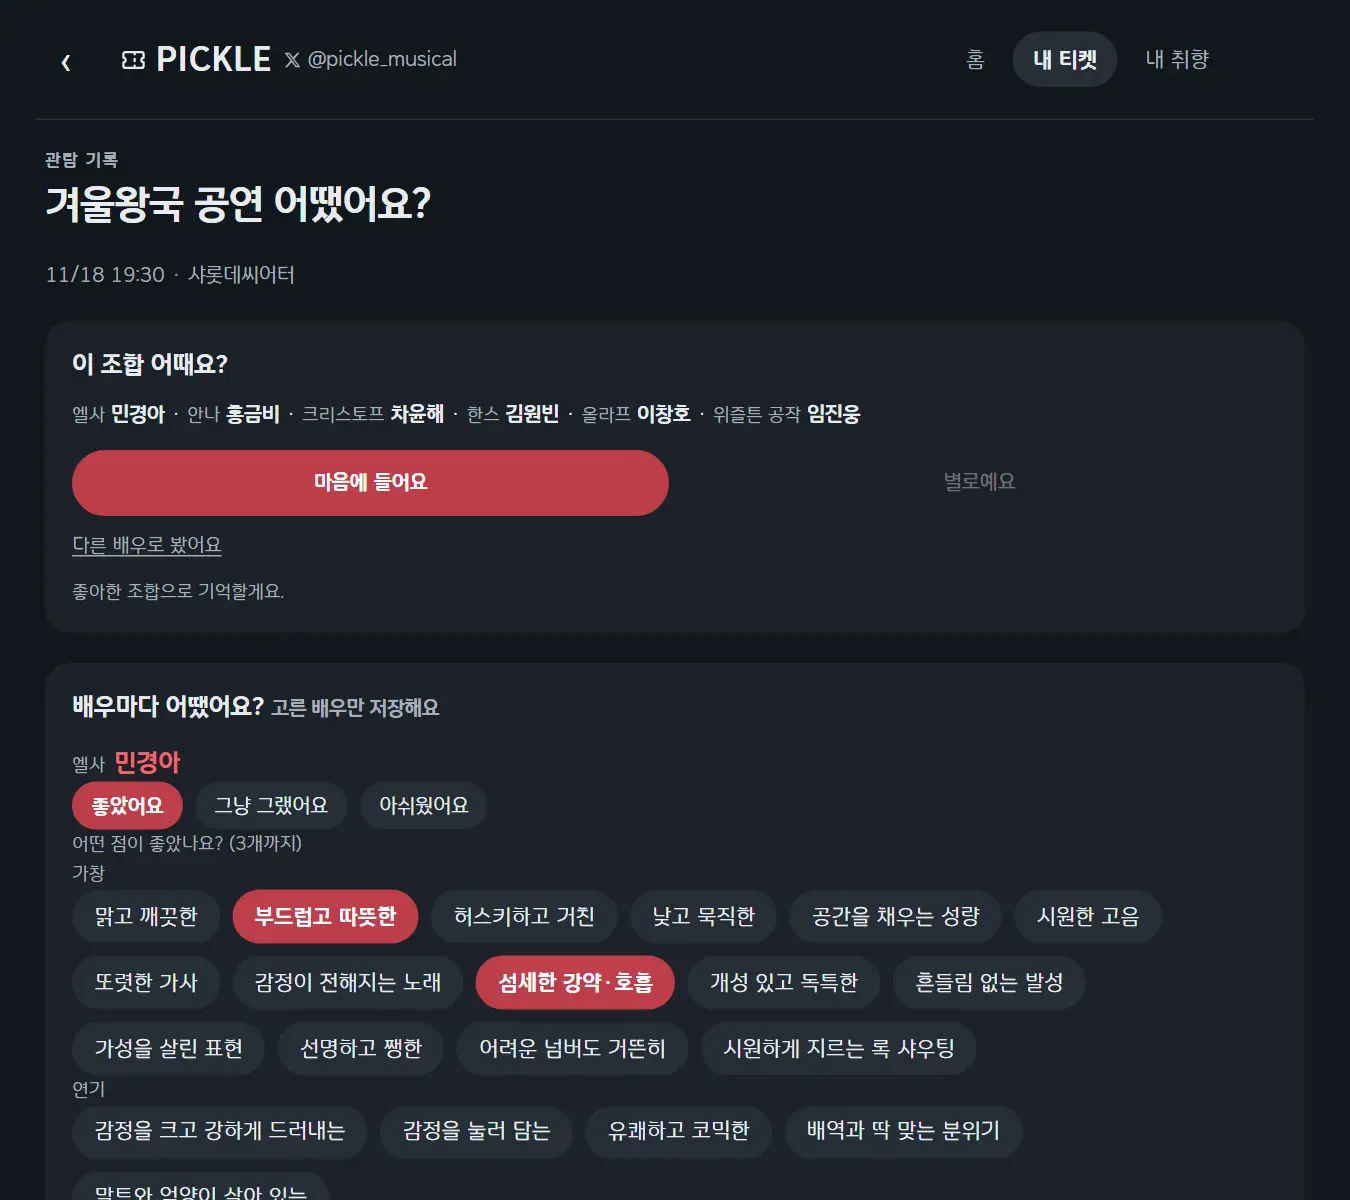 ‹ PICKLE 𝕏 @pickle_musical 홈 내 티켓 내 취향
관람 기록
겨울왕국 공연 어땠어요?
11/18 19:30 · 샤롯데씨어터
이 조합 어때요?
엘사 민경아 · 안나 홍금비 · 크리스토프 차윤해 · 한스 김원빈 · 올라프 이창호 · 위즐튼 공작 임진웅
마음에 들어요 별로예요
다른 배우로 봤어요
좋아한 조합으로 기억할게요.
배우마다 어땠어요? 고른 배우만 저장해요
엘사 민경아
좋았어요 그냥 그랬어요 아쉬웠어요
어떤 점이 좋았나요? (3개까지)
가창
맑고 깨끗한 부드럽고 따뜻한 허스키하고 거친 낮고 묵직한 공간을 채우는 성량 시원한 고음
또렷한 가사 감정이 전해지는 노래 섬세한 강약·호흡 개성 있고 독특한 흔들림 없는 발성
가성을 살린 표현 선명하고 쨍한 어려운 넘버도 거뜬히 시원하게 지르는 록 샤우팅
연기
감정을 크고 강하게 드러내는 감정을 눌러 담는 유쾌하고 코믹한 배역과 딱 맞는 분위기
말투와 억양이 살아 있는